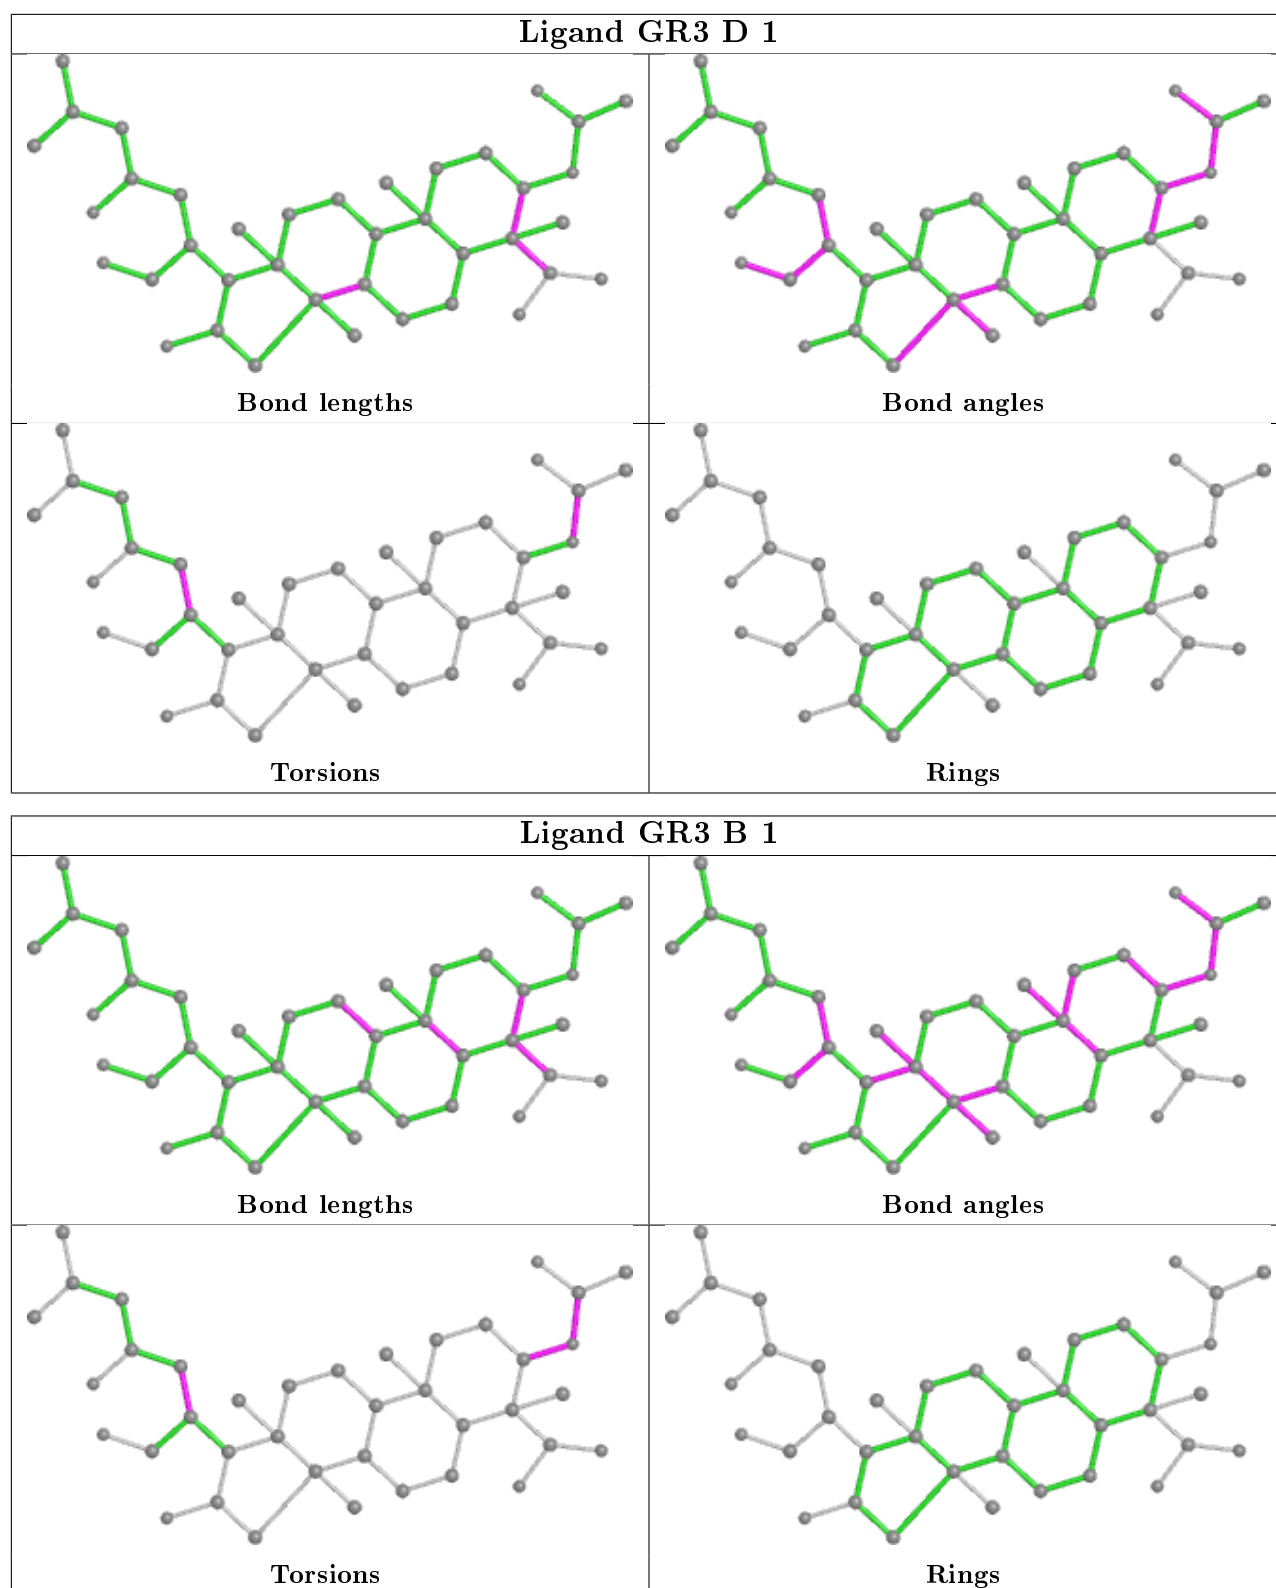 Ligand GR3 D 1
Bond lengths
Bond angles
Torsions
Rings
Ligand GR3 B 1
Bond lengths
Bond angles
Torsions
Rings